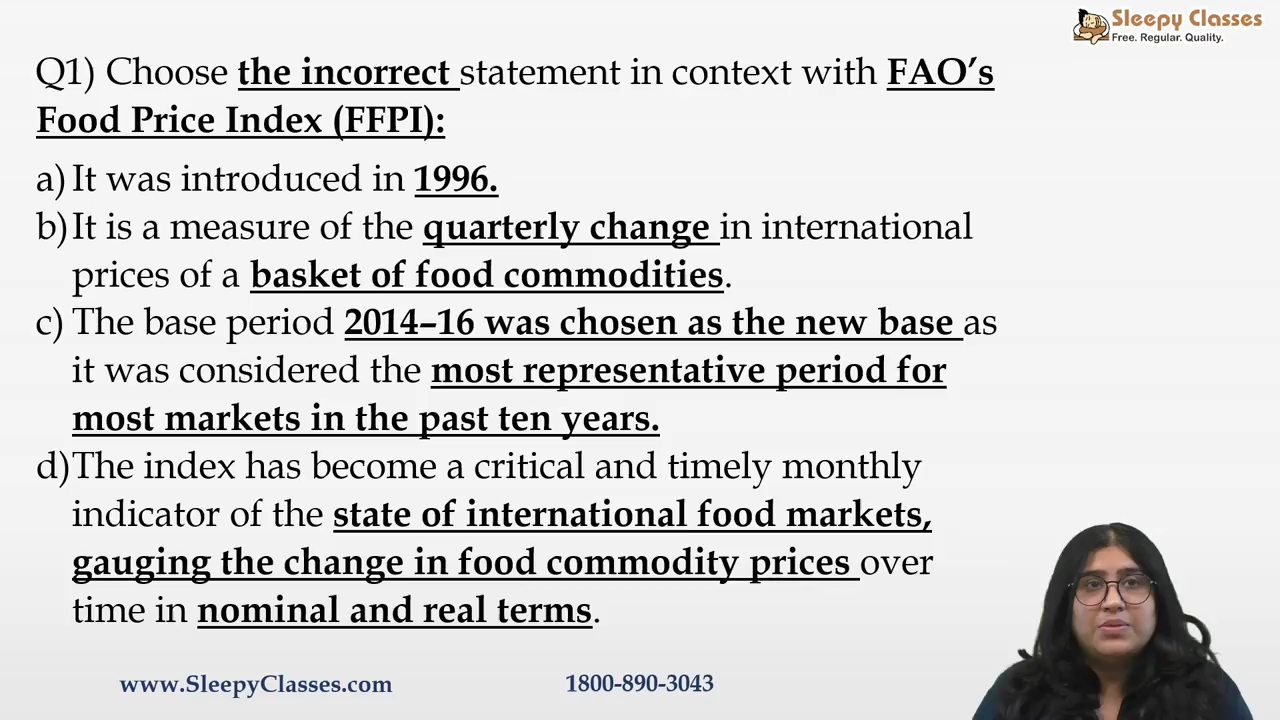 Sleepy Classes
Free. Regular. Quality.
Q1) Choose the incorrect statement in context with FAO’s
Food Price Index (FFPI):
a) It was introduced in 1996.
b) It is a measure of the quarterly change in international
prices of a basket of food commodities.
c) The base period 2014–16 was chosen as the new base as
it was considered the most representative period for
most markets in the past ten years.
d) The index has become a critical and timely monthly
indicator of the state of international food markets,
gauging the change in food commodity prices over
time in nominal and real terms.
www.SleepyClasses.com
1800-890-3043